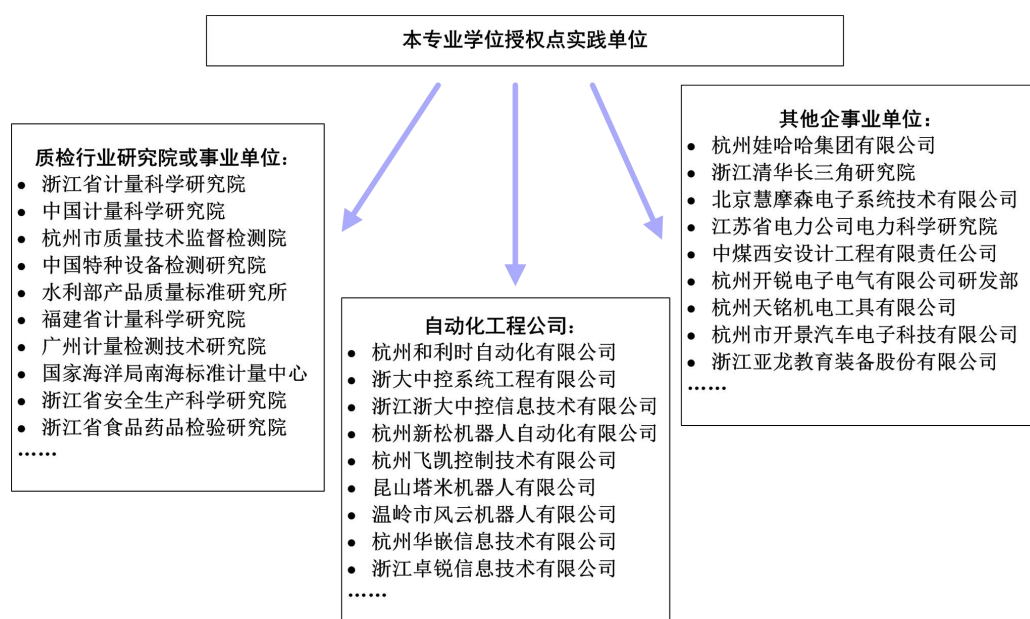 本专业学位授权点实践单位
质检行业研究院或事业单位：
• 浙江省计量科学研究院
• 中国计量科学研究院
• 杭州市质量技术监督检测院
• 中国特种设备检测研究院
• 水利部产品质量标准研究所
• 福建省计量科学研究院
• 广州计量检测技术研究院
• 国家海洋局南海标准计量中心
• 浙江省安全生产科学研究院
• 浙江省食品药品检验研究院
……
自动化工程公司：
• 杭州和利时自动化有限公司
• 浙大中控系统工程有限公司
• 浙江浙大中控信息技术有限公司
• 杭州新松机器人自动化有限公司
• 杭州飞凯控制技术有限公司
• 昆山塔米机器人有限公司
• 温岭市风云机器人有限公司
• 杭州华嵌信息技术有限公司
• 浙江卓锐信息技术有限公司
……
其他企事业单位：
• 杭州娃哈哈集团有限公司
• 浙江清华长三角研究院
• 北京慧摩森电子系统技术有限公司
• 江苏省电力公司电力科学研究院
• 中煤西安设计工程有限责任公司
• 杭州开锐电子电气有限公司研发部
• 杭州天铭机电工具有限公司
• 杭州市开景汽车电子科技有限公司
• 浙江亚龙教育装备股份有限公司
……